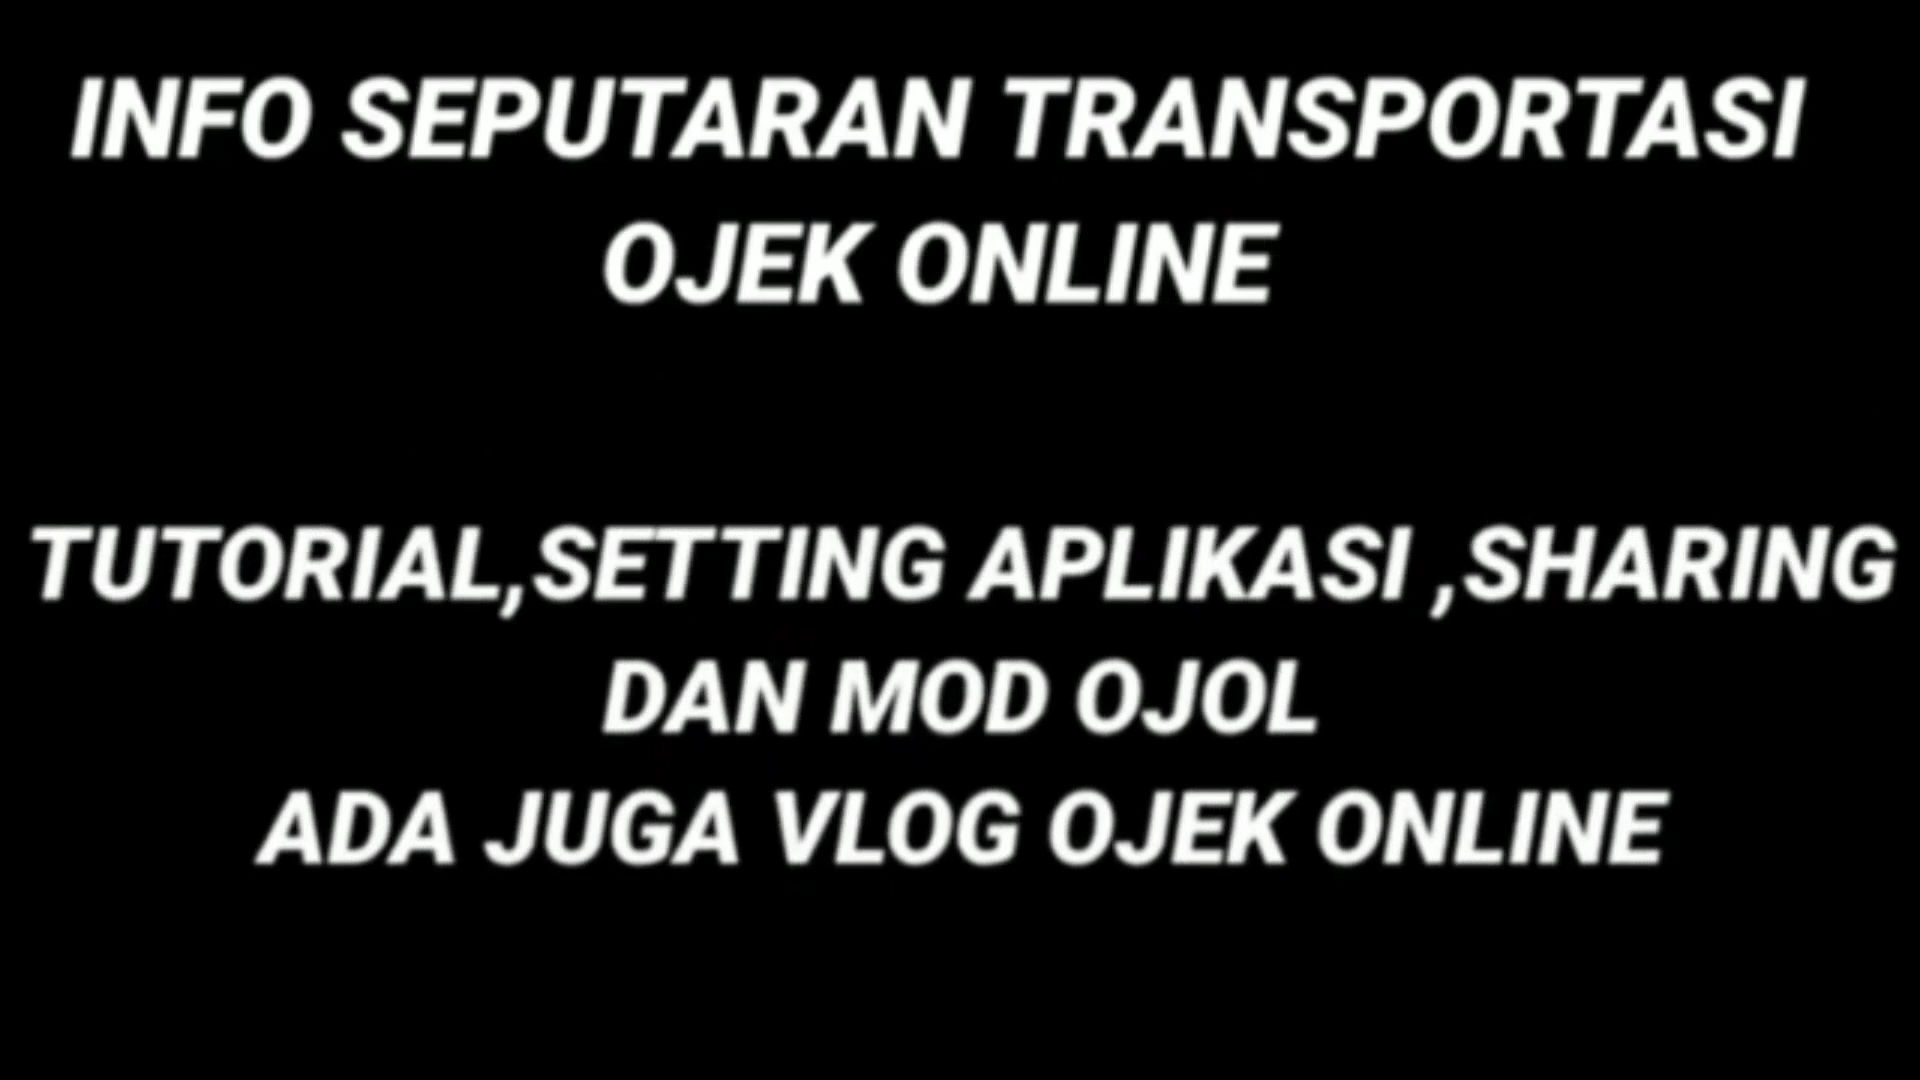 INFO SEPUTARAN TRANSPORTASI
OJEK ONLINE
TUTORIAL,SETTING APLIKASI ,SHARING
DAN MOD OJOL
ADA JUGA VLOG OJEK ONLINE